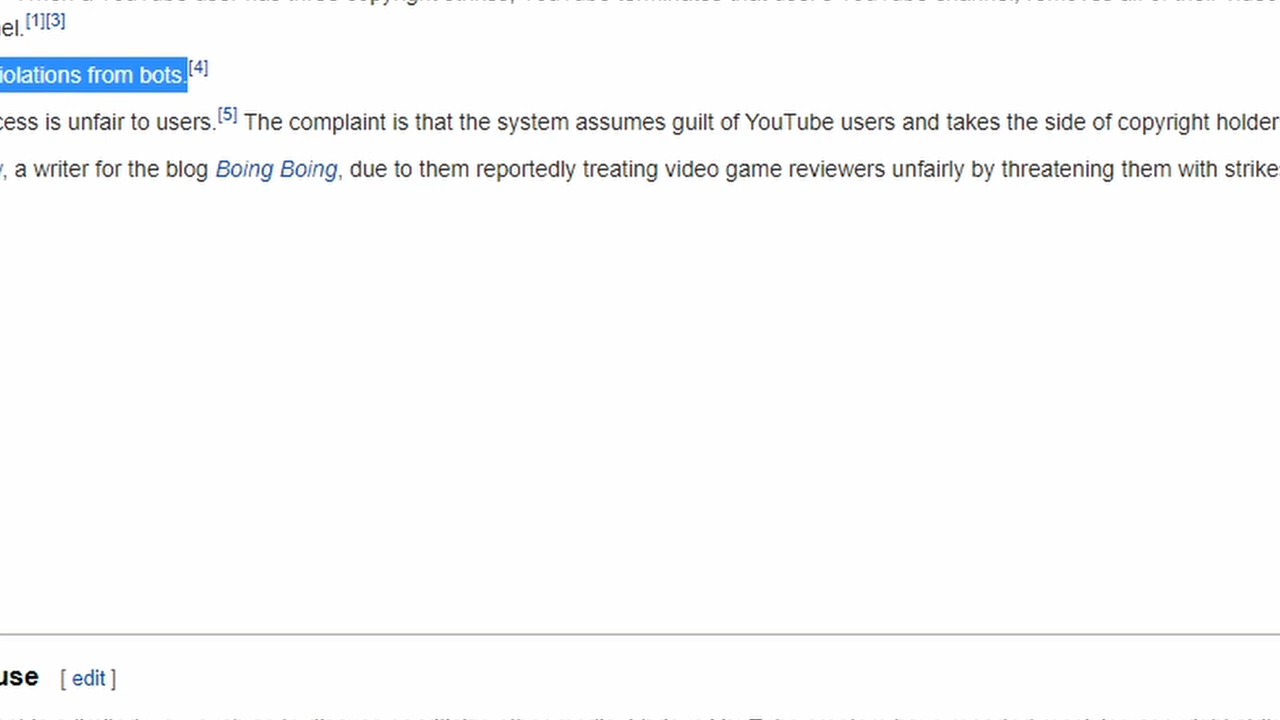 el.[1][3]
iolations from bots.[4]
cess is unfair to users.[5] The complaint is that the system assumes guilt of YouTube users and takes the side of copyright holder
, a writer for the blog Boing Boing, due to them reportedly treating video game reviewers unfairly by threatening them with strike
use [ edit ]